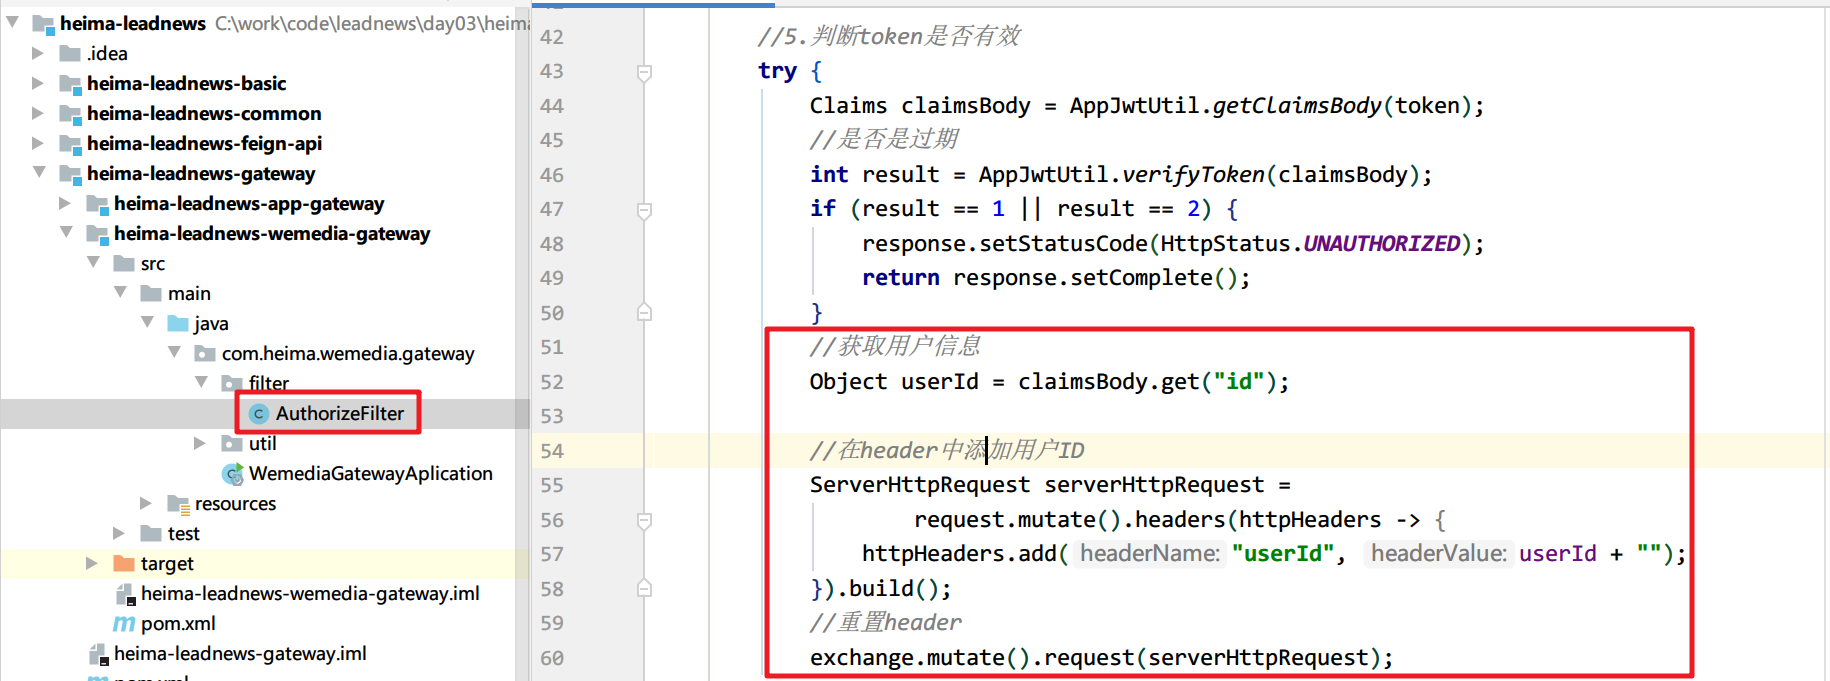 heima-leadnews C:\work\code\leadnews\day03\heima
.idea
heima-leadnews-basic
heima-leadnews-common
heima-leadnews-feign-api
heima-leadnews-gateway
heima-leadnews-app-gateway
heima-leadnews-wemedia-gateway
src
main
java
com.heima.wemedia.gateway
filter
AuthorizeFilter
util
WemediaGatewayAplication
resources
test
target
heima-leadnews-wemedia-gateway.iml
pom.xml
heima-leadnews-gateway.iml
pom.xml
42 //5.判断token是否有效
43 try {
44 Claims claimsBody = AppJwtUtil.getClaimsBody(token);
45 //是否是过期
46 int result = AppJwtUtil.verifyToken(claimsBody);
47 if (result == 1 || result == 2) {
48 response.setStatusCode(HttpStatus.UNAUTHORIZED);
49 return response.setComplete();
50 }
51 //获取用户信息
52 Object userId = claimsBody.get("id");
53
54 //在header中添加用户ID
55 ServerHttpRequest serverHttpRequest =
56 request.mutate().headers(httpHeaders -> {
57 httpHeaders.add( headerName: "userId", headerValue: userId + "");
58 }).build();
59 //重置header
60 exchange.mutate().request(serverHttpRequest);